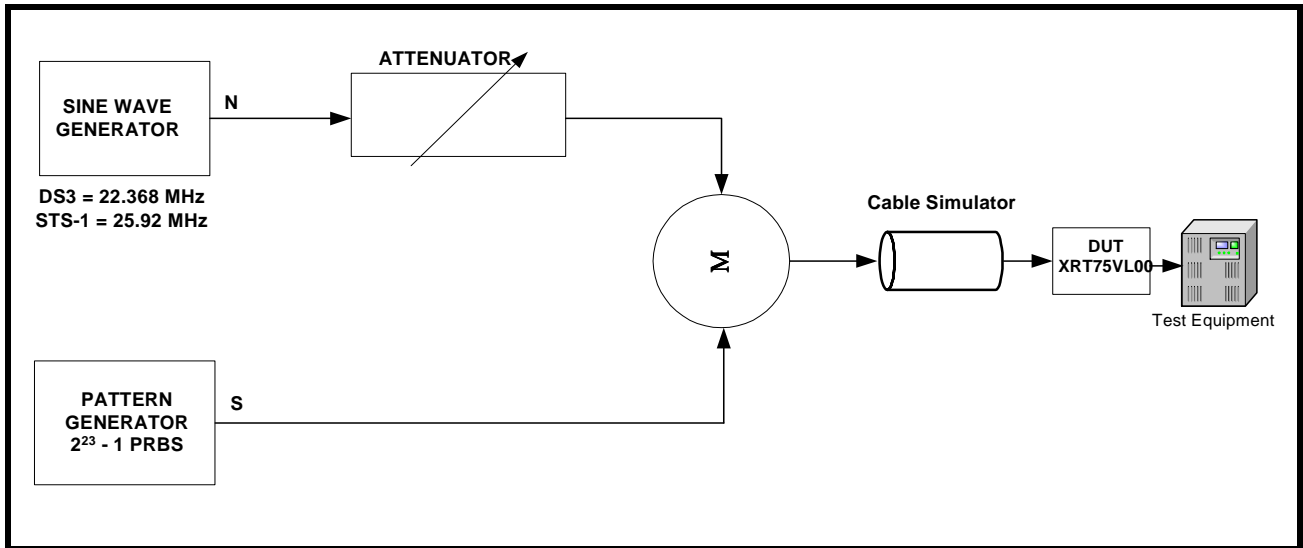 ATTENUATOR
SINE WAVE
GENERATOR
N
DS3 = 22.368 MHz
STS-1 = 25.92 MHz
Cable Simulator
M
DUT
XRT75VL00
Test Equipment
PATTERN
GENERATOR
2²³ - 1 PRBS
S